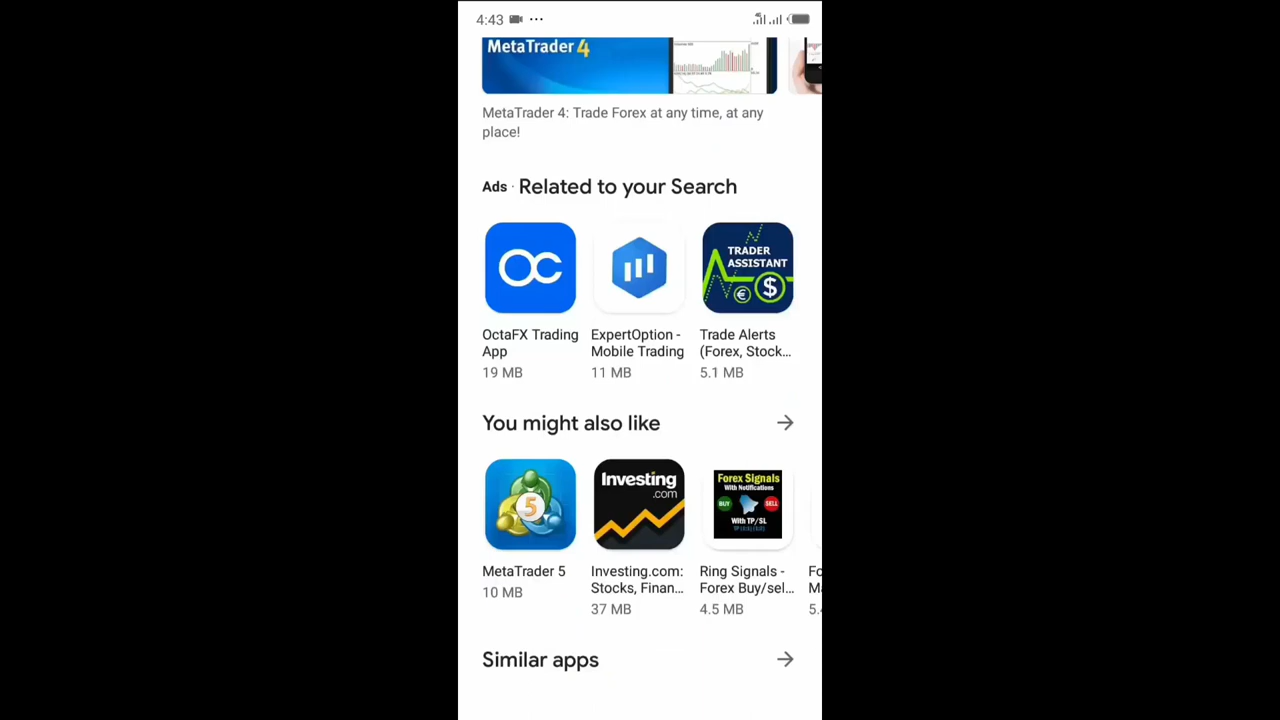 4:43
MetaTrader 4
MetaTrader 4: Trade Forex at any time, at any
place!
Ads · Related to your Search
OC
TRADER
ASSISTANT
€ $
OctaFX Trading
App
19 MB
ExpertOption -
Mobile Trading
11 MB
Trade Alerts
(Forex, Stock...
5.1 MB
You might also like
5
Investing
.com
Forex Signals
With Notifications
BUY
SELL
With TP/SL
MetaTrader 5
10 MB
Investing.com:
Stocks, Finan...
37 MB
Ring Signals -
Forex Buy/sel...
4.5 MB
Similar apps